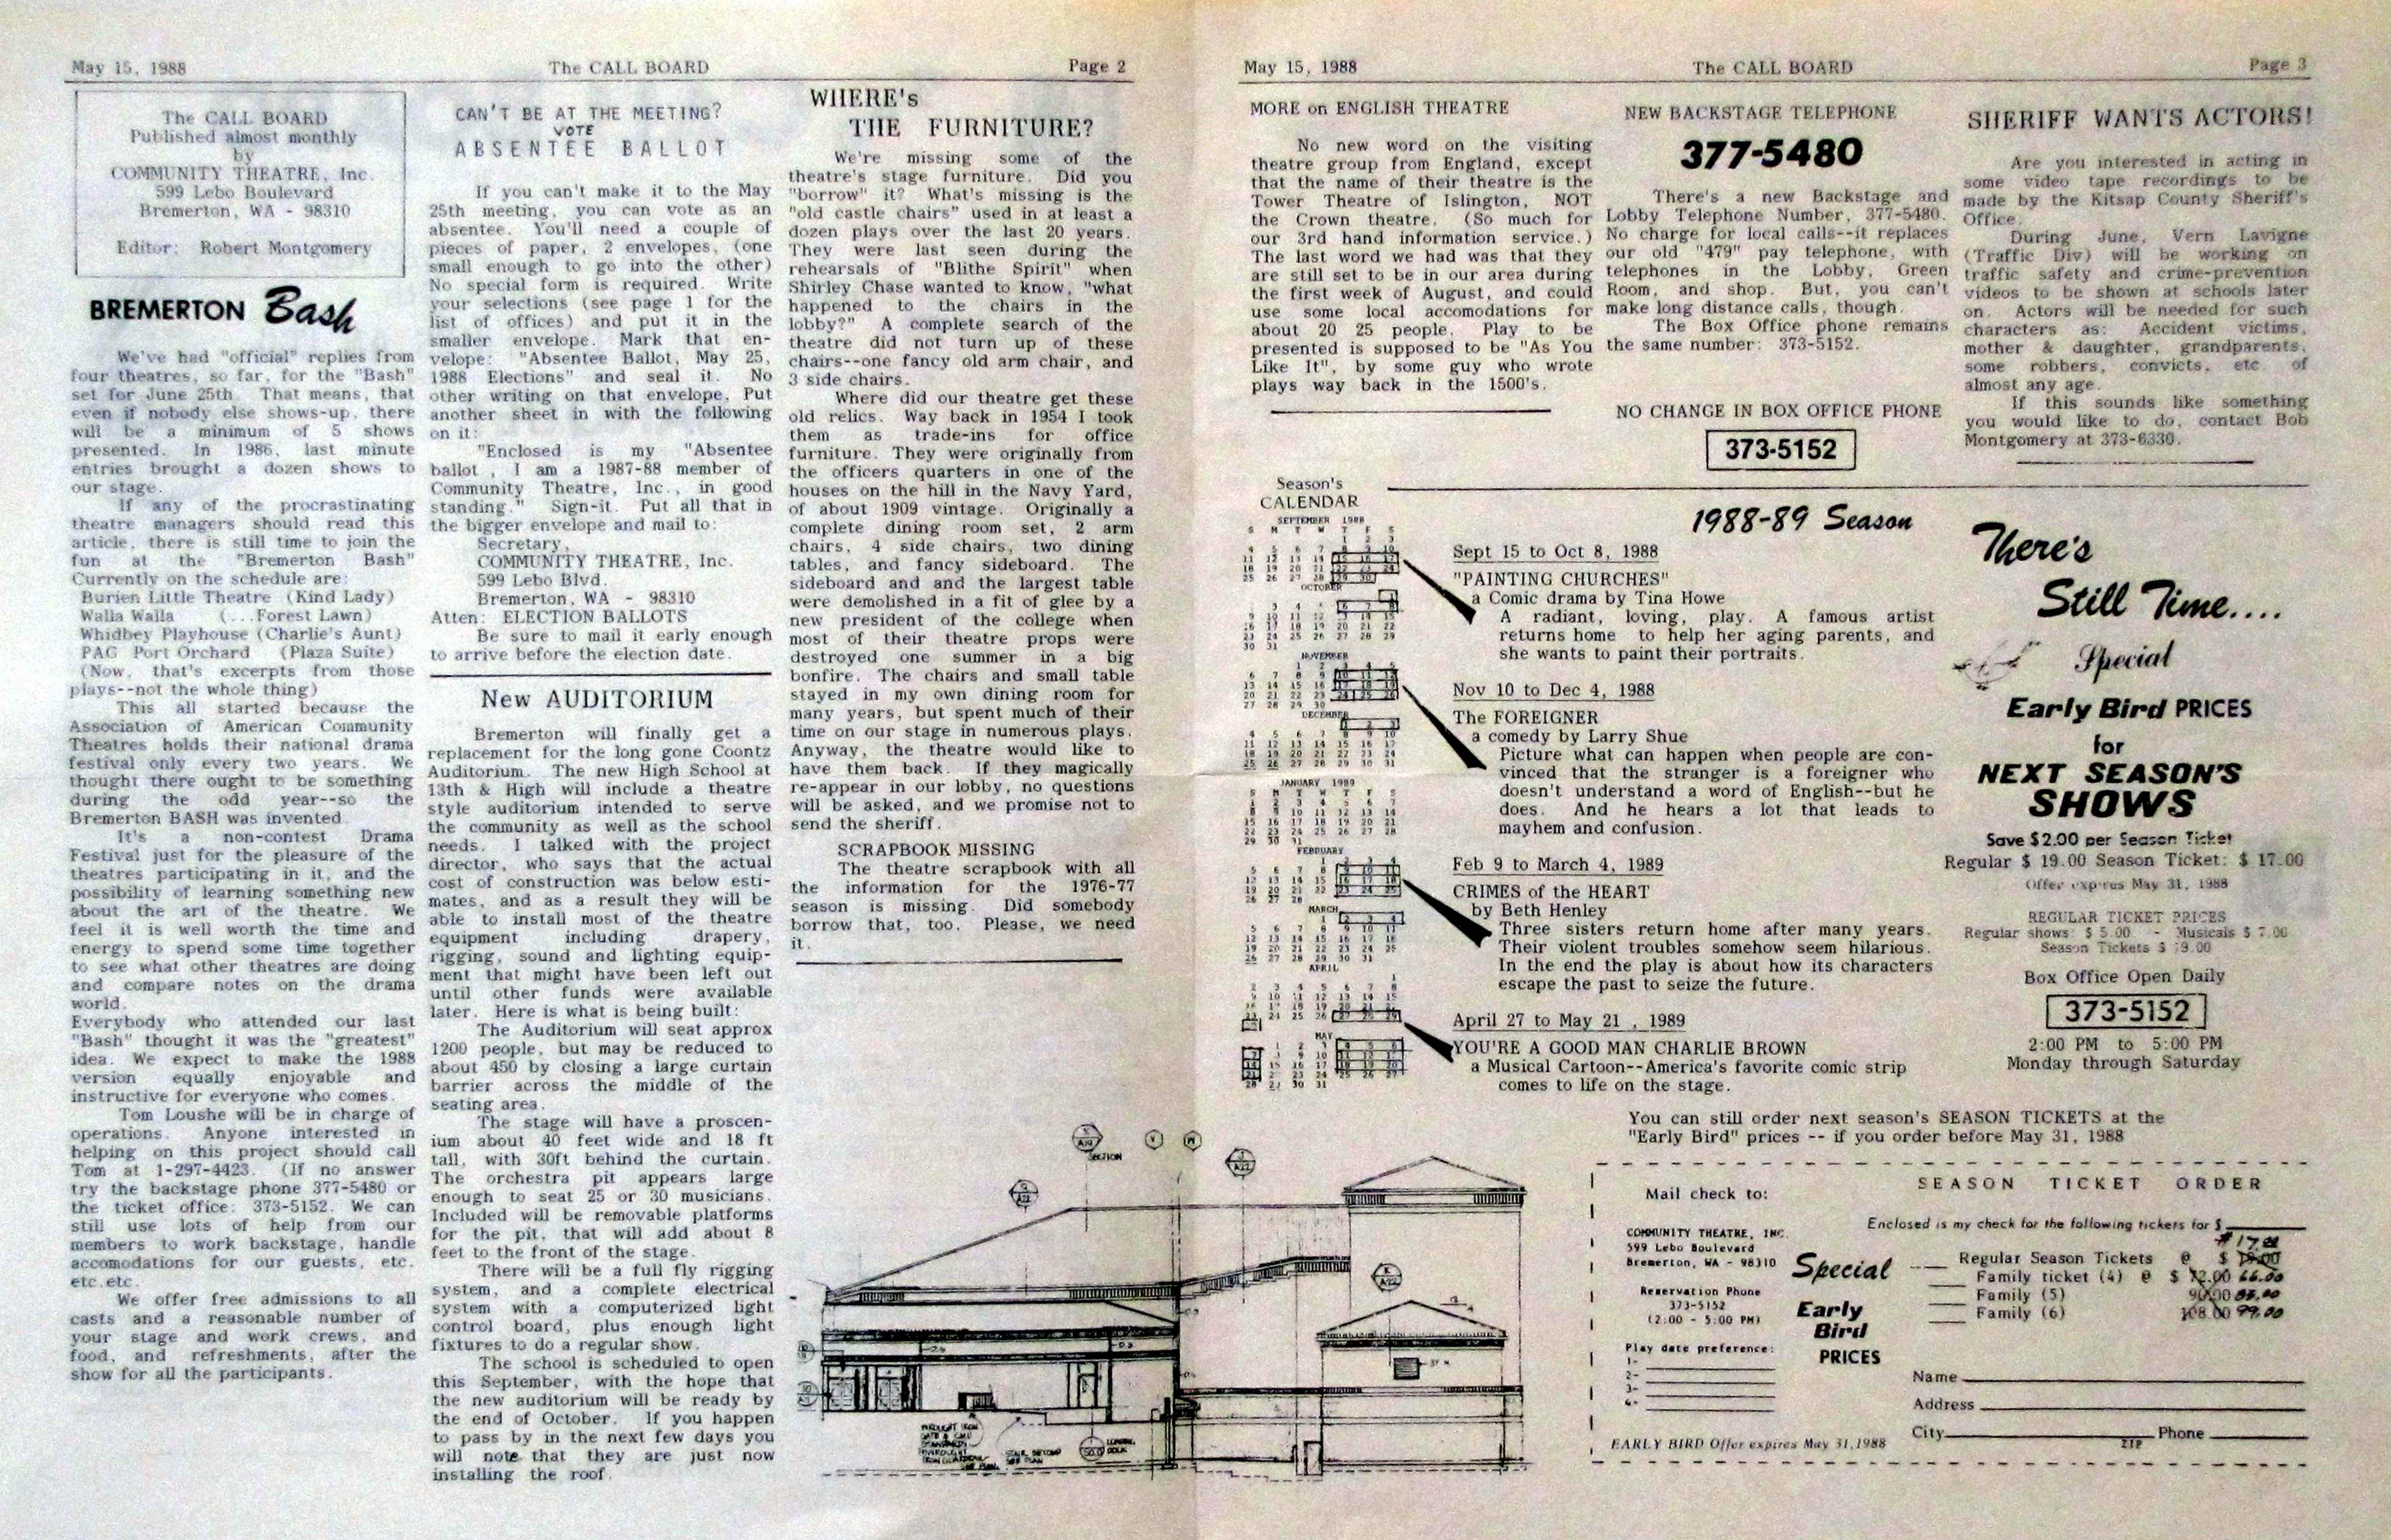 May 15, 1988
The CALL BOARD
Page 2
The CALL BOARD
Published almost monthly
by
COMMUNITY THEATRE, Inc.
599 Lebo Boulevard
Bremerton, WA - 98310
Editor: Robert Montgomery
BREMERTON Bash
We've had "official" replies from
four theatres, so far, for the "Bash"
set for June 25th. That means, that
even if nobody else shows-up, there
will be a minimum of 5 shows
presented. In 1986, last minute
entries brought a dozen shows to
our stage.
If any of the procrastinating
theatre managers should read this
article, there is still time to join the
fun at the "Bremerton Bash"
Currently on the schedule are:
Burien Little Theatre (Kind Lady)
Walla Walla (...Forest Lawn)
Whidbey Playhouse (Charlie's Aunt)
PAG Port Orchard (Plaza Suite)
(Now, that's excerpts from those
plays--not the whole thing)
This all started because the
Association of American Community
Theatres holds their national drama
festival only every two years. We
thought there ought to be something
during the odd year--so the
Bremerton BASH was invented.
It's a non-contest Drama
Festival just for the pleasure of the
theatres participating in it, and the
possibility of learning something new
about the art of the theatre. We
feel it is well worth the time and
energy to spend some time together
to see what other theatres are doing
and compare notes on the drama
world.
Everybody who attended our last
"Bash" thought it was the "greatest"
idea. We expect to make the 1988
version equally enjoyable and
instructive for everyone who comes.
Tom Loushe will be in charge of
operations. Anyone interested in
helping on this project should call
Tom at 1-297-4423. (If no answer
try the backstage phone 377-5480 or
the ticket office: 373-5152. We can
still use lots of help from our
members to work backstage, handle
accomodations for our guests, etc.
etc.etc.
We offer free admissions to all
casts and a reasonable number of
your stage and work crews, and
food, and refreshments, after the
show for all the participants.
CAN'T BE AT THE MEETING?
VOTE
ABSENTEE BALLOT
If you can't make it to the May
25th meeting, you can vote as an
absentee. You'll need a couple of
pieces of paper, 2 envelopes, (one
small enough to go into the other)
No special form is required. Write
your selections (see page 1 for the
list of offices) and put it in the
smaller envelope. Mark that en-
velope: "Absentee Ballot, May 25,
1988 Elections" and seal it. No
other writing on that envelope. Put
another sheet in with the following
on it:
"Enclosed is my "Absentee
ballot , I am a 1987-88 member of
Community Theatre, Inc., in good
standing." Sign-it. Put all that in
the bigger envelope and mail to:
Secretary,
COMMUNITY THEATRE, Inc.
599 Lebo Blvd.
Bremerton, WA - 98310
Atten: ELECTION BALLOTS
Be sure to mail it early enough
to arrive before the election date.
New AUDITORIUM
Bremerton will finally get a
replacement for the long gone Coontz
Auditorium. The new High School at
13th & High will include a theatre
style auditorium intended to serve
the community as well as the school
needs. I talked with the project
director, who says that the actual
cost of construction was below esti-
mates, and as a result they will be
able to install most of the theatre
equipment including drapery,
rigging, sound and lighting equip-
ment that might have been left out
until other funds were available
later. Here is what is being built:
The Auditorium will seat approx
1200 people, but may be reduced to
about 450 by closing a large curtain
barrier across the middle of the
seating area.
The stage will have a proscen-
ium about 40 feet wide and 18 ft
tall, with 30ft behind the curtain.
The orchestra pit appears large
enough to seat 25 or 30 musicians.
Included will be removable platforms
for the pit, that will add about 8
feet to the front of the stage.
There will be a full fly rigging
system, and a complete electrical
system with a computerized light
control board, plus enough light
fixtures to do a regular show.
The school is scheduled to open
this September, with the hope that
the new auditorium will be ready by
the end of October. If you happen
to pass by in the next few days you
will note that they are just now
installing the roof.
WHERE's
THE FURNITURE?
We're missing some of the
theatre's stage furniture. Did you
"borrow" it? What's missing is the
"old castle chairs" used in at least a
dozen plays over the last 20 years.
They were last seen during the
rehearsals of "Blithe Spirit" when
Shirley Chase wanted to know, "what
happened to the chairs in the
lobby?" A complete search of the
theatre did not turn up of these
chairs--one fancy old arm chair, and
3 side chairs.
Where did our theatre get these
old relics. Way back in 1954 I took
them as trade-ins for office
furniture. They were originally from
the officers quarters in one of the
houses on the hill in the Navy Yard,
of about 1909 vintage. Originally a
complete dining room set, 2 arm
chairs, 4 side chairs, two dining
tables, and fancy sideboard. The
sideboard and and the largest table
were demolished in a fit of glee by a
new president of the college when
most of their theatre props were
destroyed one summer in a big
bonfire. The chairs and small table
stayed in my own dining room for
many years, but spent much of their
time on our stage in numerous plays.
Anyway, the theatre would like to
have them back. If they magically
re-appear in our lobby, no questions
will be asked, and we promise not to
send the sheriff.
SCRAPBOOK MISSING
The theatre scrapbook with all
the information for the 1976-77
season is missing. Did somebody
borrow that, too. Please, we need
it.
SECTION
May 15, 1988
The CALL BOARD
Page 3
MORE on ENGLISH THEATRE
No new word on the visiting
theatre group from England, except
that the name of their theatre is the
Tower Theatre of Islington, NOT
the Crown theatre. (So much for
our 3rd hand information service.)
The last word we had was that they
are still set to be in our area during
the first week of August, and could
use some local accomodations for
about 20 25 people. Play to be
presented is supposed to be "As You
Like It", by some guy who wrote
plays way back in the 1500's.
NEW BACKSTAGE TELEPHONE
377-5480
There's a new Backstage and
Lobby Telephone Number, 377-5480.
No charge for local calls--it replaces
our old "479" pay telephone, with
telephones in the Lobby, Green
Room, and shop. But, you can't
make long distance calls, though.
The Box Office phone remains
the same number: 373-5152.
NO CHANGE IN BOX OFFICE PHONE
373-5152
SHERIFF WANTS ACTORS!
Are you interested in acting in
some video tape recordings to be
made by the Kitsap County Sheriff's
Office.
During June, Vern Lavigne
(Traffic Div) will be working on
traffic safety and crime-prevention
videos to be shown at schools later
on. Actors will be needed for such
characters as: Accident victims,
mother & daughter, grandparents,
some robbers, convicts, etc. of
almost any age.
If this sounds like something
you would like to do, contact Bob
Montgomery at 373-6330.
Season's
CALENDAR
SEPTEMBER 1988
OCTOBER
NOVEMBER
DECEMBER
JANUARY 1989
FEBRUARY
MARCH
APRIL
MAY
1988-89 Season
Sept 15 to Oct 8, 1988
"PAINTING CHURCHES"
a Comic drama by Tina Howe
A radiant, loving, play. A famous artist
returns home to help her aging parents, and
she wants to paint their portraits.
Nov 10 to Dec 4, 1988
The FOREIGNER
a comedy by Larry Shue
Picture what can happen when people are con-
vinced that the stranger is a foreigner who
doesn't understand a word of English--but he
does. And he hears a lot that leads to
mayhem and confusion.
Feb 9 to March 4, 1989
CRIMES of the HEART
by Beth Henley
Three sisters return home after many years.
Their violent troubles somehow seem hilarious.
In the end the play is about how its characters
escape the past to seize the future.
April 27 to May 21 , 1989
YOU'RE A GOOD MAN CHARLIE BROWN
a Musical Cartoon--America's favorite comic strip
comes to life on the stage.
There's
Still Time....
Special
Early Bird PRICES
for
NEXT SEASON'S
SHOWS
Save $2.00 per Season Ticket
Regular $ 19.00 Season Ticket: $ 17.00
Offer expires May 31, 1988
REGULAR TICKET PRICES
Regular shows: $ 5.00 - Musicals $ 7.00
Season Tickets $ 19.00
Box Office Open Daily
373-5152
2:00 PM to 5:00 PM
Monday through Saturday
You can still order next season's SEASON TICKETS at the
"Early Bird" prices -- if you order before May 31, 1988
SEASON TICKET ORDER
Mail check to:
COMMUNITY THEATRE, INC.
599 Lebo Boulevard
Bremerton, WA - 98310
Reservation Phone
373-5152
(2:00 - 5:00 PM)
Play date preference:
1-
2-
3-
4-
Special
Early
Bird
PRICES
Enclosed is my check for the following tickets for $
$17.00
Regular Season Tickets @ $ 19.00
Family ticket (4) @ $ 72.00 66.00
Family (5) 90.00
Family (6) 108.00 99.00
Name
Address
City ZIP Phone
EARLY BIRD Offer expires May 31,1988